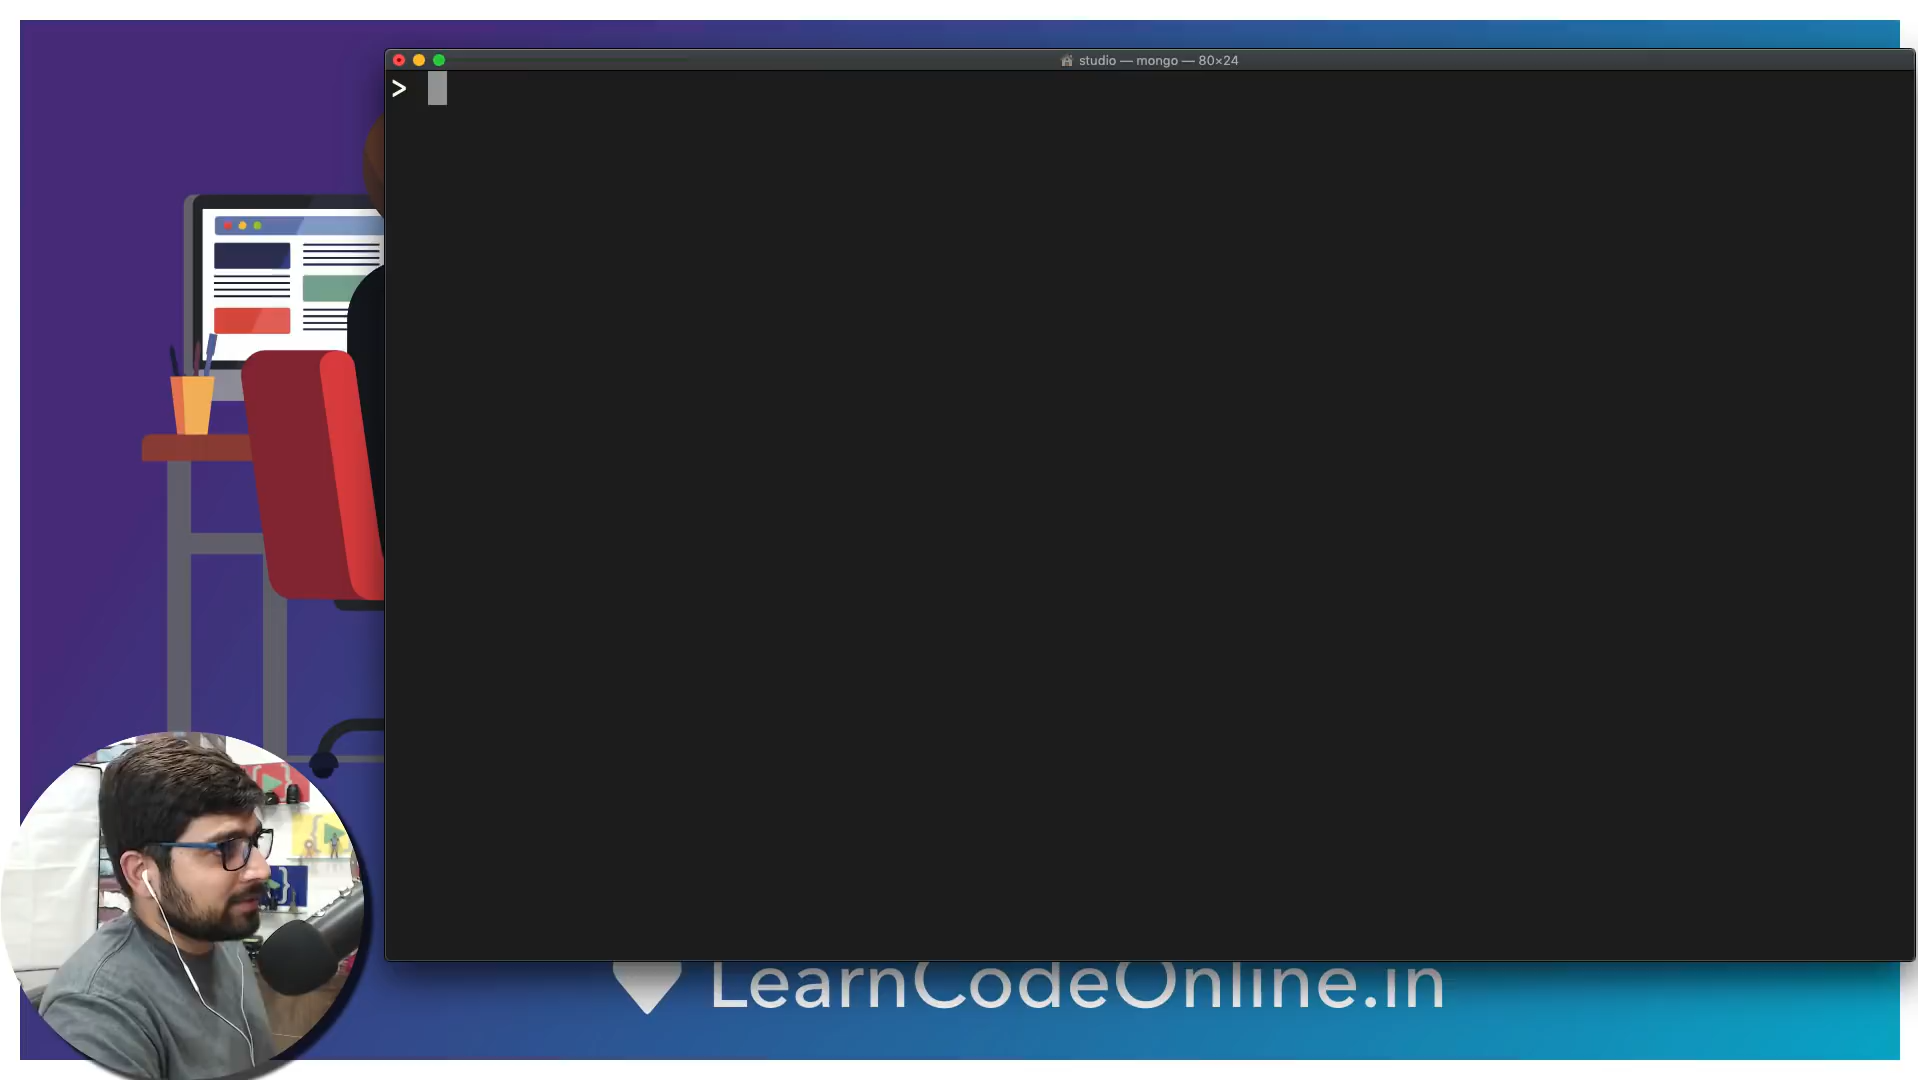 studio — mongo — 80×24
>
LearnCodeOnline.in